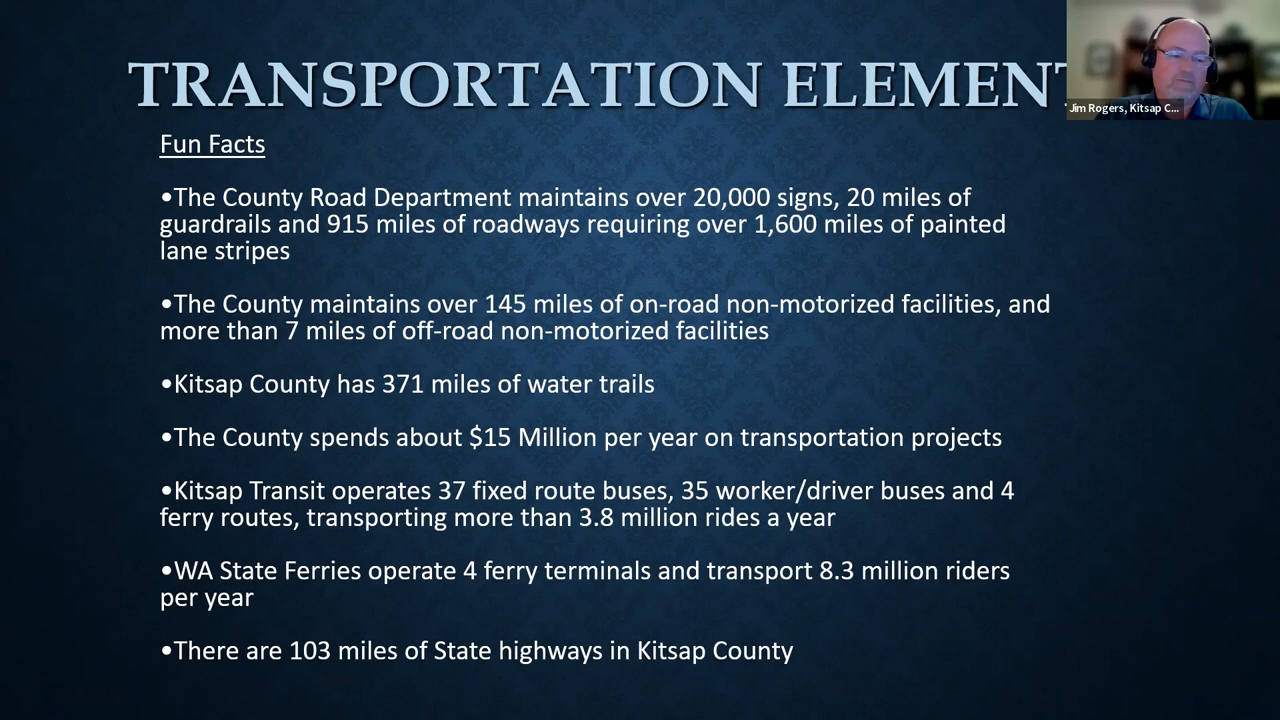 TRANSPORTATION ELEMENT
Jim Rogers, Kitsap C...
Fun Facts
•The County Road Department maintains over 20,000 signs, 20 miles of
guardrails and 915 miles of roadways requiring over 1,600 miles of painted
lane stripes
•The County maintains over 145 miles of on-road non-motorized facilities, and
more than 7 miles of off-road non-motorized facilities
•Kitsap County has 371 miles of water trails
•The County spends about $15 Million per year on transportation projects
•Kitsap Transit operates 37 fixed route buses, 35 worker/driver buses and 4
ferry routes, transporting more than 3.8 million rides a year
•WA State Ferries operate 4 ferry terminals and transport 8.3 million riders
per year
•There are 103 miles of State highways in Kitsap County